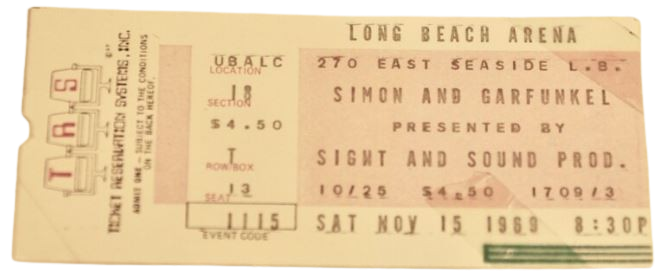 LONG BEACH ARENA
270 EAST SEASIDE L.B.
SIMON AND GARFUNKEL
PRESENTED BY
SIGHT AND SOUND PROD.
10/25 $4.50 1709/3
SAT NOV 15 1969 8:30P
UBALC
LOCATION
18
SECTION
$4.50
T
ROW/BOX
13
SEAT
1115
EVENT CODE
T R S
TICKET RESERVATION SYSTEMS, INC.
ADMIT ONE - SUBJECT TO THE CONDITIONS
ON THE BACK HEREOF.